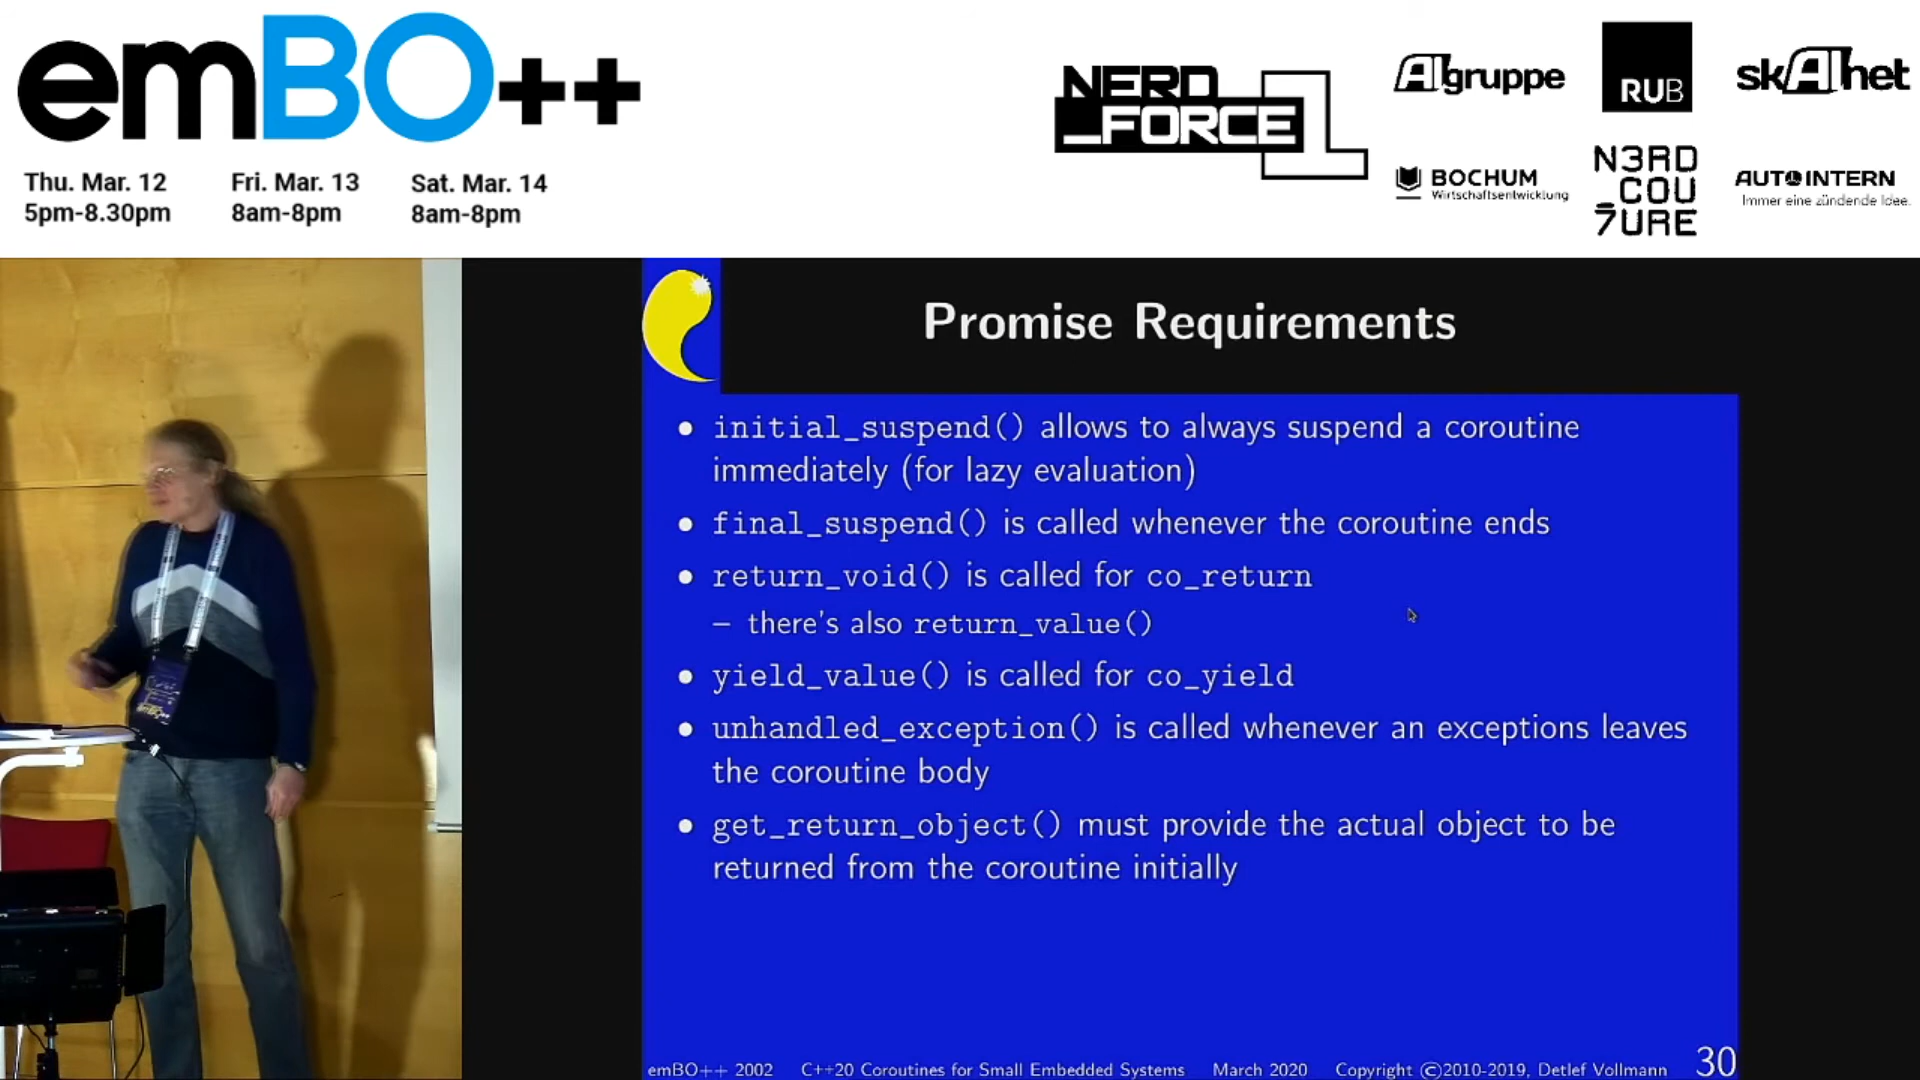 emBO++
Thu. Mar. 12
5pm-8.30pm
Fri. Mar. 13
8am-8pm
Sat. Mar. 14
8am-8pm
NERD
_FORCE
1
AIgruppe
RUB
skAInet
BOCHUM
Wirtschaftsentwicklung
N3RD
_COU
7URE
AUTOINTERN
Immer eine zündende Idee.
Promise Requirements
• initial_suspend() allows to always suspend a coroutine
immediately (for lazy evaluation)
• final_suspend() is called whenever the coroutine ends
• return_void() is called for co_return
– there's also return_value()
• yield_value() is called for co_yield
• unhandled_exception() is called whenever an exceptions leaves
the coroutine body
• get_return_object() must provide the actual object to be
returned from the coroutine initially
emBO++ 2002 C++20 Coroutines for Small Embedded Systems March 2020 Copyright ©2010-2019, Detlef Vollmann 30